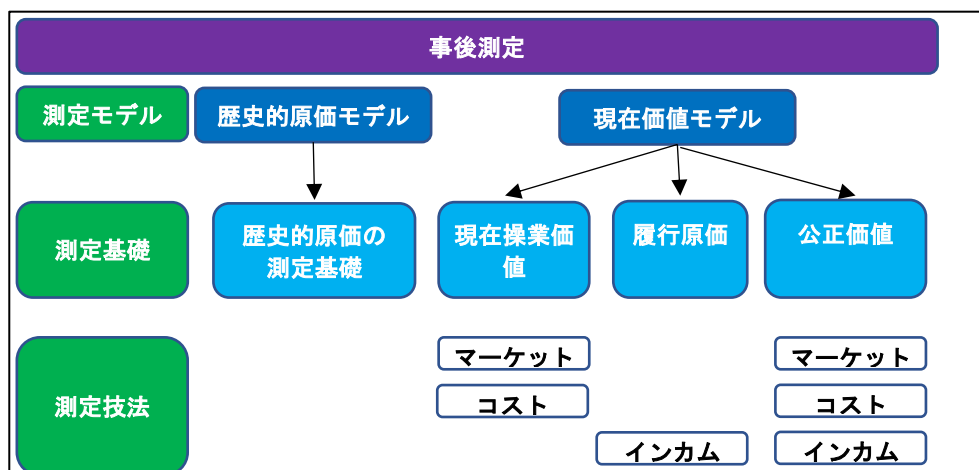 事後測定
測定モデル
歴史的原価モデル
現在価値モデル
測定基礎
歴史的原価の
測定基礎
現在操業価
値
履行原価
公正価値
測定技法
マーケット
マーケット
コスト
コスト
インカム
インカム